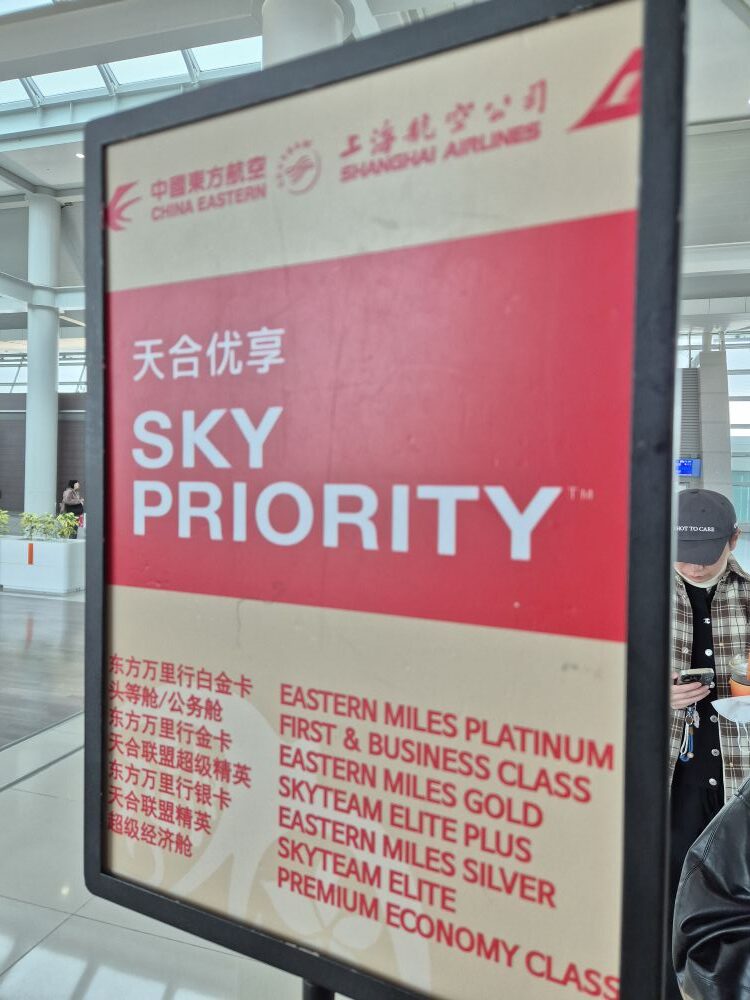 中國東方航空
CHINA EASTERN
上海航空公司
SHANGHAI AIRLINES
天合优享
SKY
PRIORITY™
东方万里行白金卡
头等舱/公务舱
东方万里行金卡
天合联盟超级精英
东方万里行银卡
天合联盟精英
超级经济舱
EASTERN MILES PLATINUM
FIRST & BUSINESS CLASS
EASTERN MILES GOLD
SKYTEAM ELITE PLUS
EASTERN MILES SILVER
SKYTEAM ELITE
PREMIUM ECONOMY CLASS
HOT TO CARE